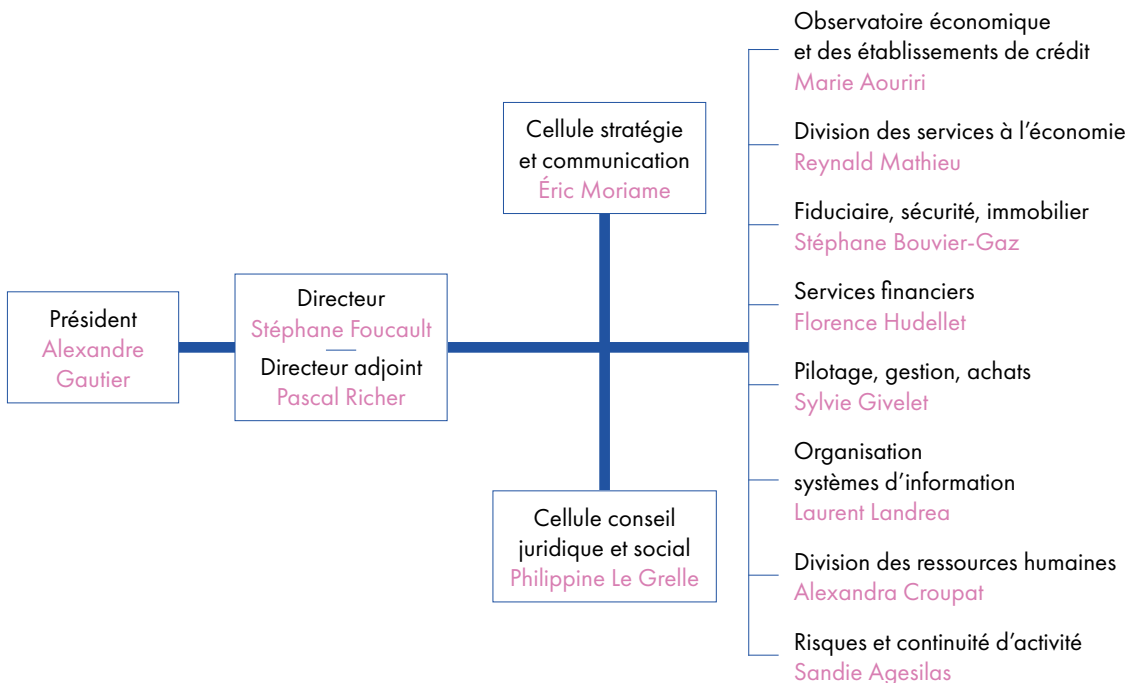 Président
Alexandre
Gautier
Directeur
Stéphane Foucault
Directeur adjoint
Pascal Richer
Cellule stratégie
et communication
Éric Moriame
Cellule conseil
juridique et social
Philippine Le Grelle
Observatoire économique
et des établissements de crédit
Marie Aouriri
Division des services à l’économie
Reynald Mathieu
Fiduciaire, sécurité, immobilier
Stéphane Bouvier-Gaz
Services financiers
Florence Hudellet
Pilotage, gestion, achats
Sylvie Givelet
Organisation
systèmes d’information
Laurent Landrea
Division des ressources humaines
Alexandra Croupat
Risques et continuité d’activité
Sandie Agesilas